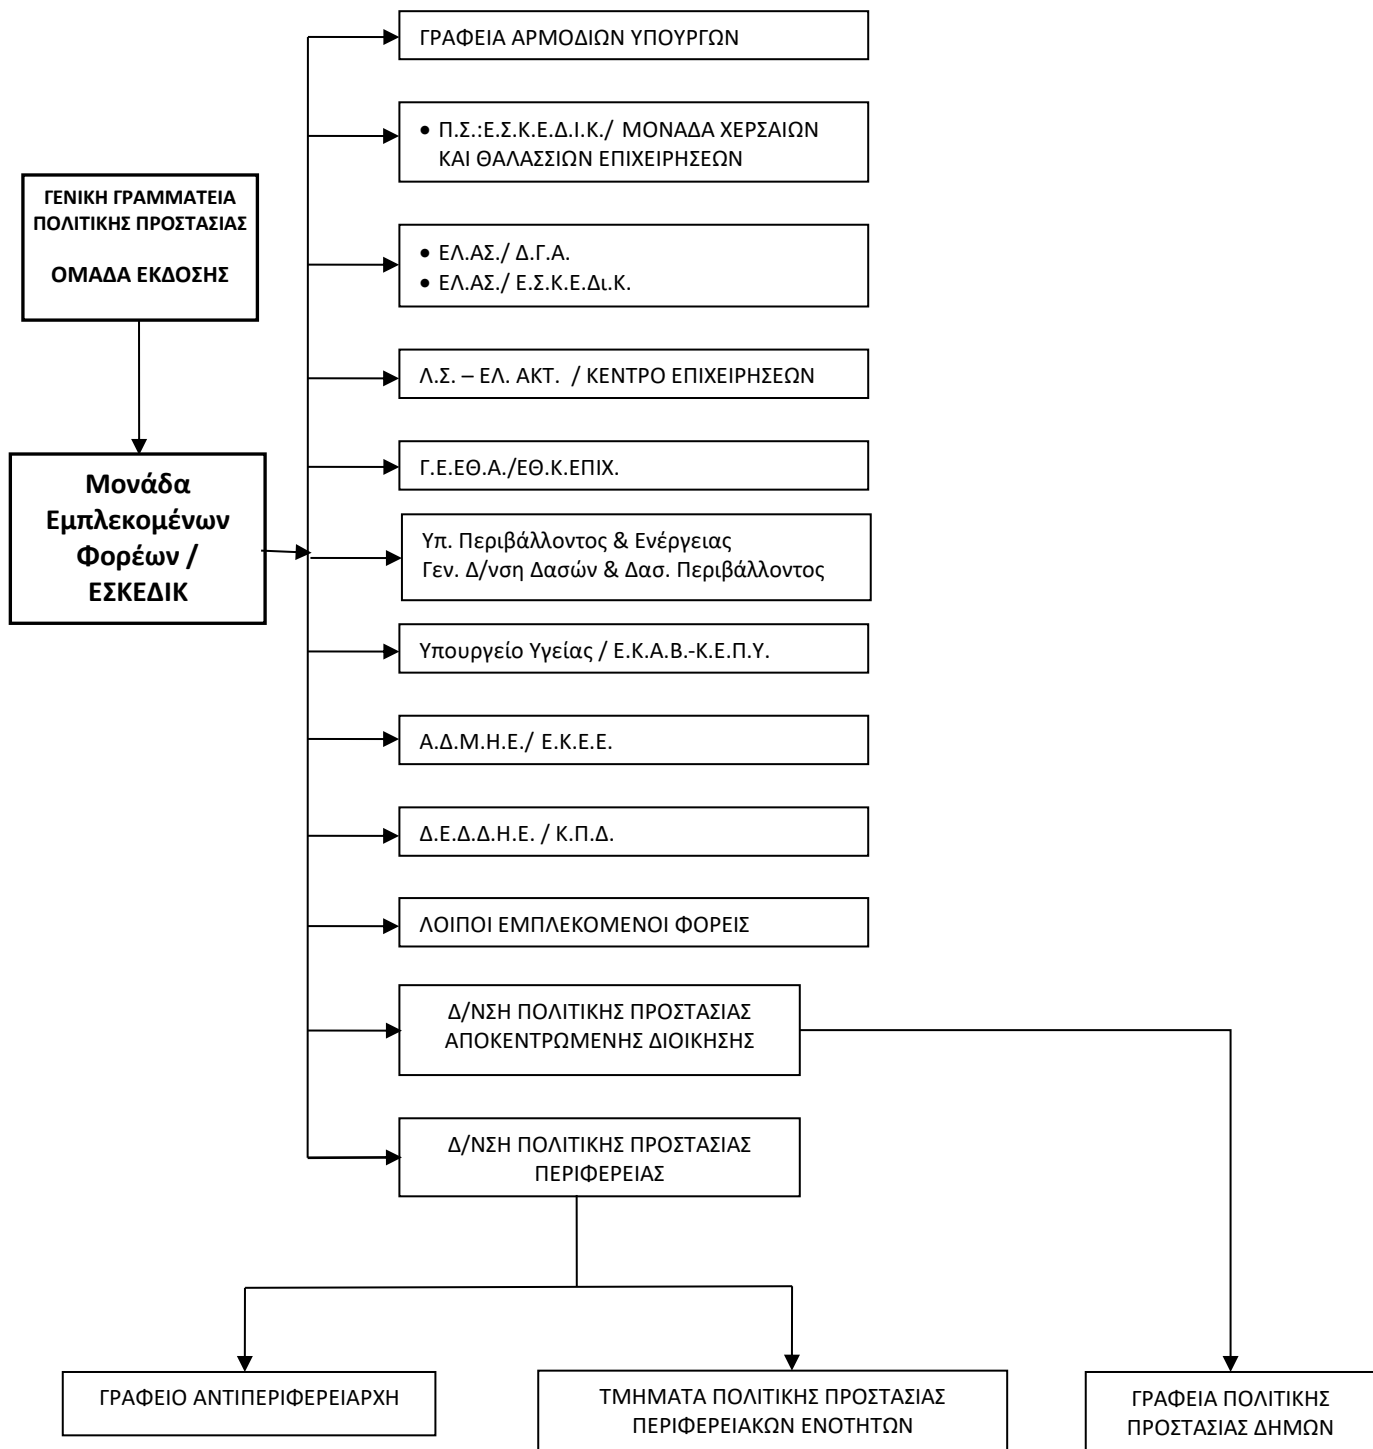 ΓΡΑΦΕΙΑ ΑΡΜΟΔΙΩΝ ΥΠΟΥΡΓΩΝ
• Π.Σ.:Ε.Σ.Κ.Ε.Δ.Ι.Κ./ ΜΟΝΑΔΑ ΧΕΡΣΑΙΩΝ
ΚΑΙ ΘΑΛΑΣΣΙΩΝ ΕΠΙΧΕΙΡΗΣΕΩΝ
ΓΕΝΙΚΗ ΓΡΑΜΜΑΤΕΙΑ
ΠΟΛΙΤΙΚΗΣ ΠΡΟΣΤΑΣΙΑΣ
ΟΜΑΔΑ ΕΚΔΟΣΗΣ
• ΕΛ.ΑΣ./ Δ.Γ.Α.
• ΕΛ.ΑΣ./ Ε.Σ.Κ.Ε.Δι.Κ.
Λ.Σ. – ΕΛ. ΑΚΤ. / ΚΕΝΤΡΟ ΕΠΙΧΕΙΡΗΣΕΩΝ
Γ.Ε.ΕΘ.Α./ΕΘ.Κ.ΕΠΙΧ.
Μονάδα
Εμπλεκομένων
Φορέων /
ΕΣΚΕΔΙΚ
Υπ. Περιβάλλοντος & Ενέργειας
Γεν. Δ/νση Δασών & Δασ. Περιβάλλοντος
Υπουργείο Υγείας / Ε.Κ.Α.Β.-Κ.Ε.Π.Υ.
Α.Δ.Μ.Η.Ε./ Ε.Κ.Ε.Ε.
Δ.Ε.Δ.Δ.Η.Ε. / Κ.Π.Δ.
ΛΟΙΠΟΙ ΕΜΠΛΕΚΟΜΕΝΟΙ ΦΟΡΕΙΣ
Δ/ΝΣΗ ΠΟΛΙΤΙΚΗΣ ΠΡΟΣΤΑΣΙΑΣ
ΑΠΟΚΕΝΤΡΩΜΕΝΗΣ ΔΙΟΙΚΗΣΗΣ
Δ/ΝΣΗ ΠΟΛΙΤΙΚΗΣ ΠΡΟΣΤΑΣΙΑΣ
ΠΕΡΙΦΕΡΕΙΑΣ
ΓΡΑΦΕΙΟ ΑΝΤΙΠΕΡΙΦΕΡΕΙΑΡΧΗ
ΤΜΗΜΑΤΑ ΠΟΛΙΤΙΚΗΣ ΠΡΟΣΤΑΣΙΑΣ
ΠΕΡΙΦΕΡΕΙΑΚΩΝ ΕΝΟΤΗΤΩΝ
ΓΡΑΦΕΙΑ ΠΟΛΙΤΙΚΗΣ
ΠΡΟΣΤΑΣΙΑΣ ΔΗΜΩΝ